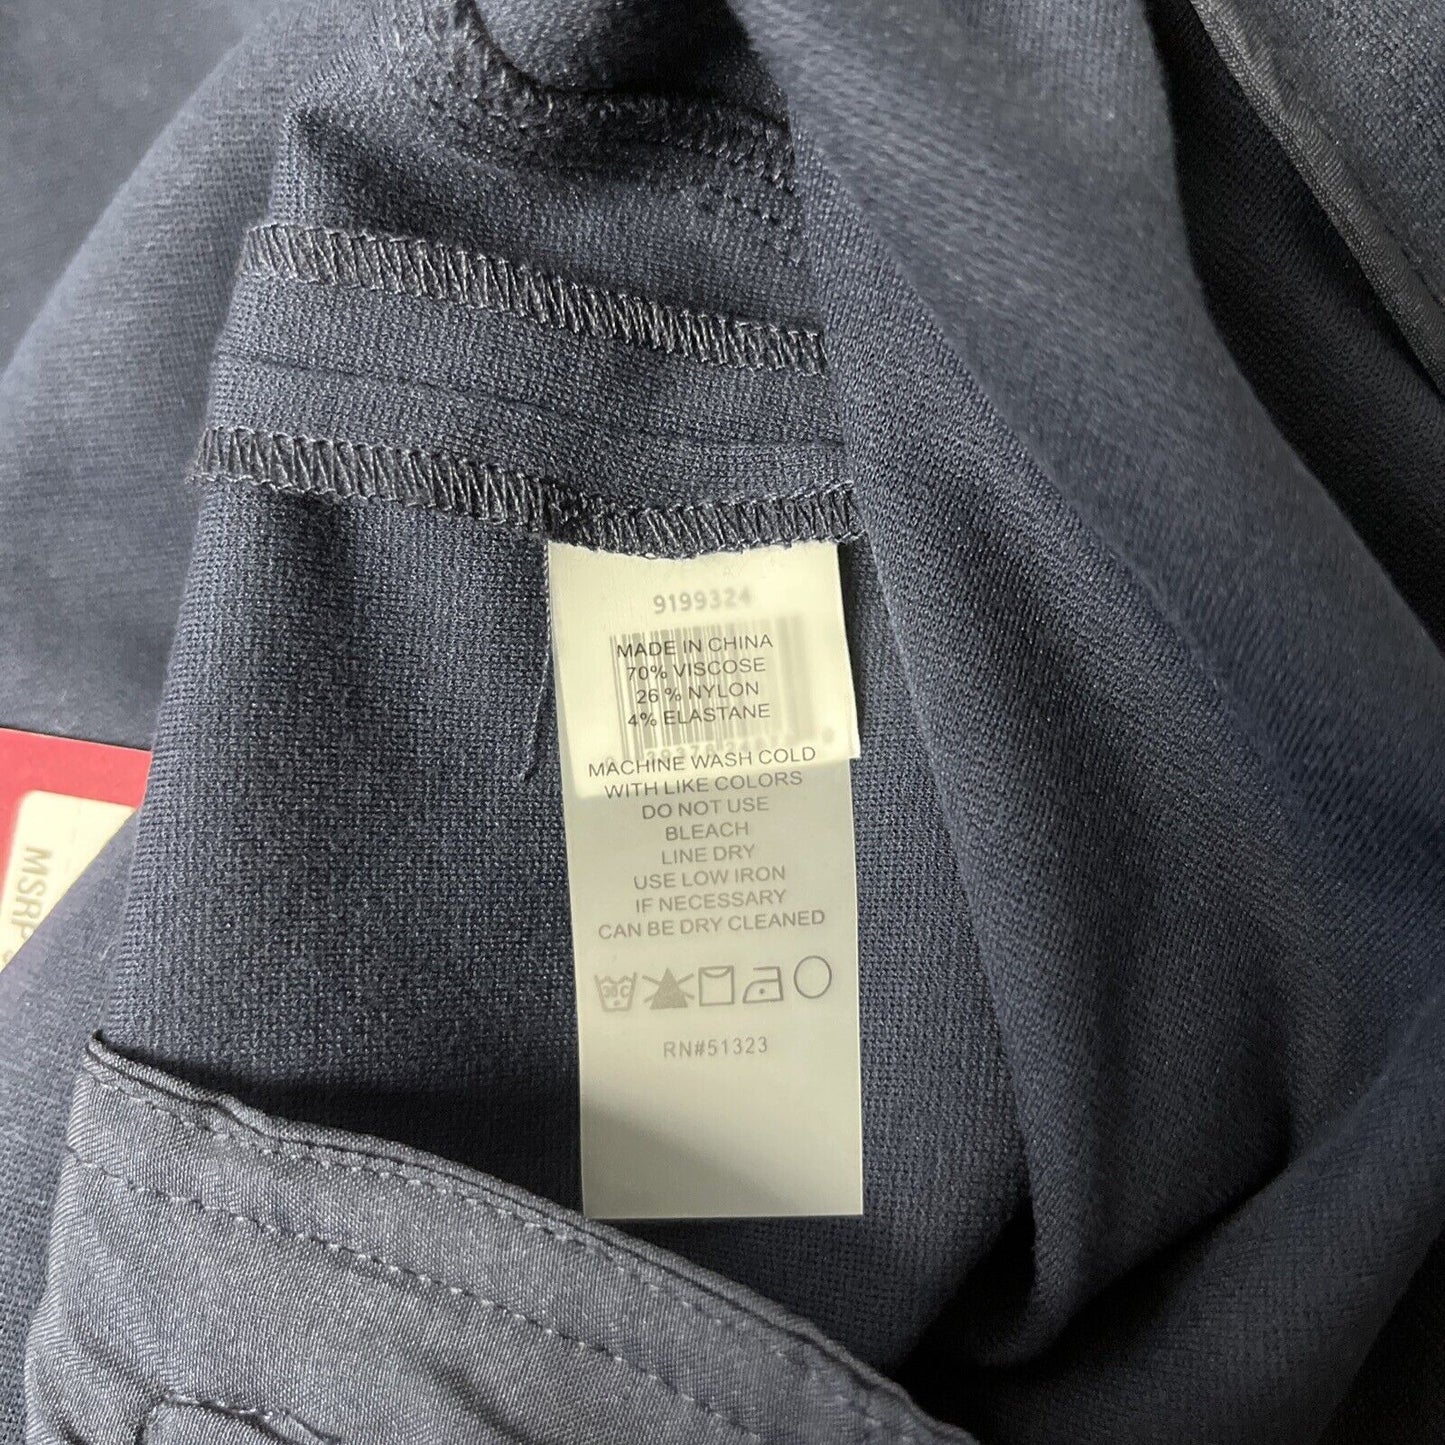 9199324
MADE IN CHINA
70% VISCOSE
26 % NYLON
4% ELASTANE
MACHINE WASH COLD
WITH LIKE COLORS
DO NOT USE
BLEACH
LINE DRY
USE LOW IRON
IF NECESSARY
CAN BE DRY CLEANED
30 C
RN#51323
MSRP